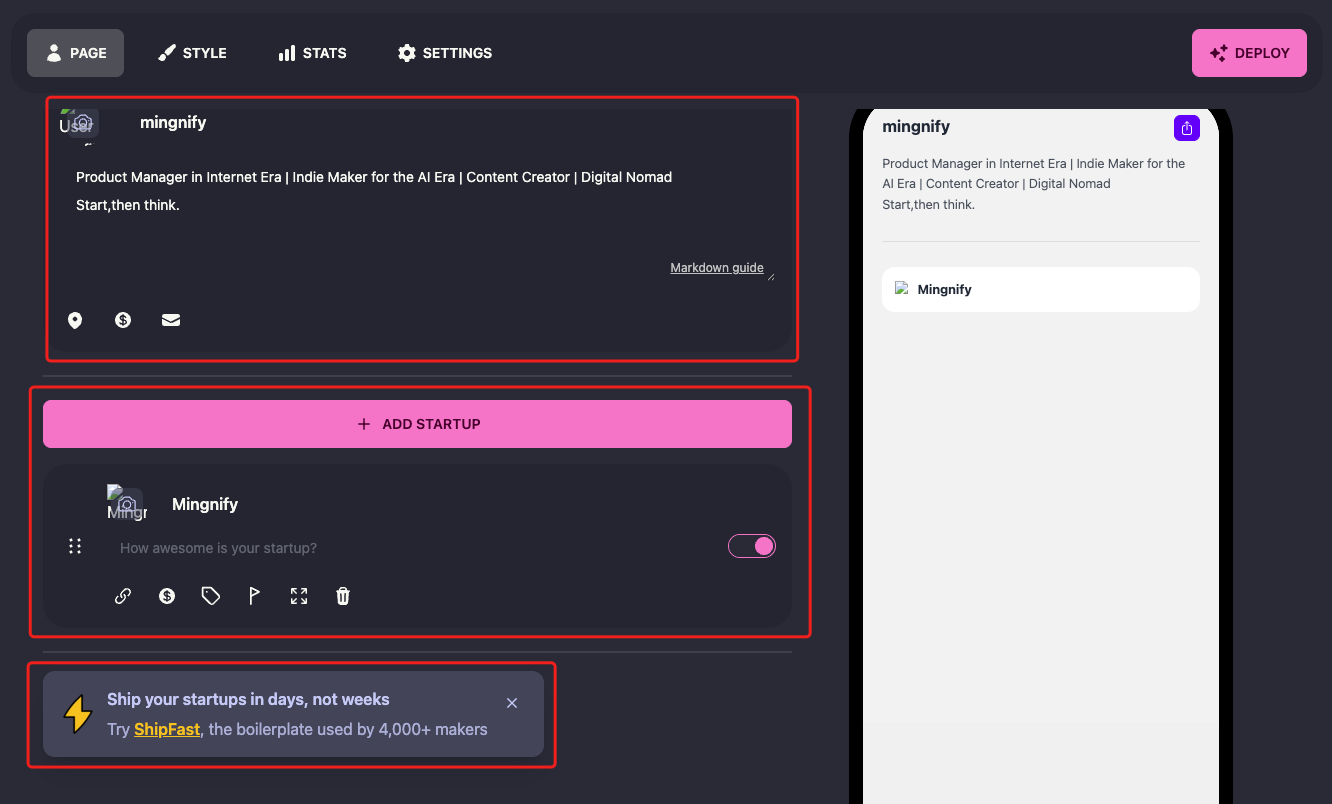 PAGE
STYLE
STATS
SETTINGS
DEPLOY
User
mingnify
Product Manager in Internet Era | Indie Maker for the AI Era | Content Creator | Digital Nomad
Start,then think.
Markdown guide
ADD STARTUP
Mingnify
How awesome is your startup?
Ship your startups in days, not weeks
Try ShipFast, the boilerplate used by 4,000+ makers
mingnify
Product Manager in Internet Era | Indie Maker for the
AI Era | Content Creator | Digital Nomad
Start,then think.
Mingnify